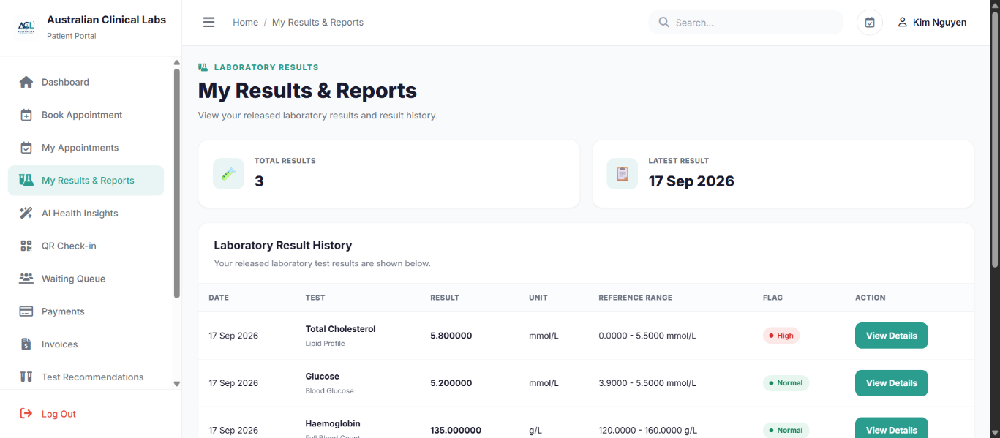 Australian Clinical Labs
Patient Portal
Home / My Results & Reports
Search...
Kim Nguyen
Dashboard
Book Appointment
My Appointments
My Results & Reports
AI Health Insights
QR Check-in
Waiting Queue
Payments
Invoices
Test Recommendations
Log Out
LABORATORY RESULTS
My Results & Reports
View your released laboratory results and result history.
TOTAL RESULTS
3
LATEST RESULT
17 Sep 2026
Laboratory Result History
Your released laboratory test results are shown below.
DATE TEST RESULT UNIT REFERENCE RANGE FLAG ACTION
17 Sep 2026 Total Cholesterol 5.800000 mmol/L 0.0000 - 5.5000 mmol/L High View Details
Lipid Profile
17 Sep 2026 Glucose 5.200000 mmol/L 3.9000 - 5.5000 mmol/L Normal View Details
Blood Glucose
17 Sep 2026 Haemoglobin 135.000000 g/L 120.0000 - 160.0000 g/L Normal View Details
Full Blood Count